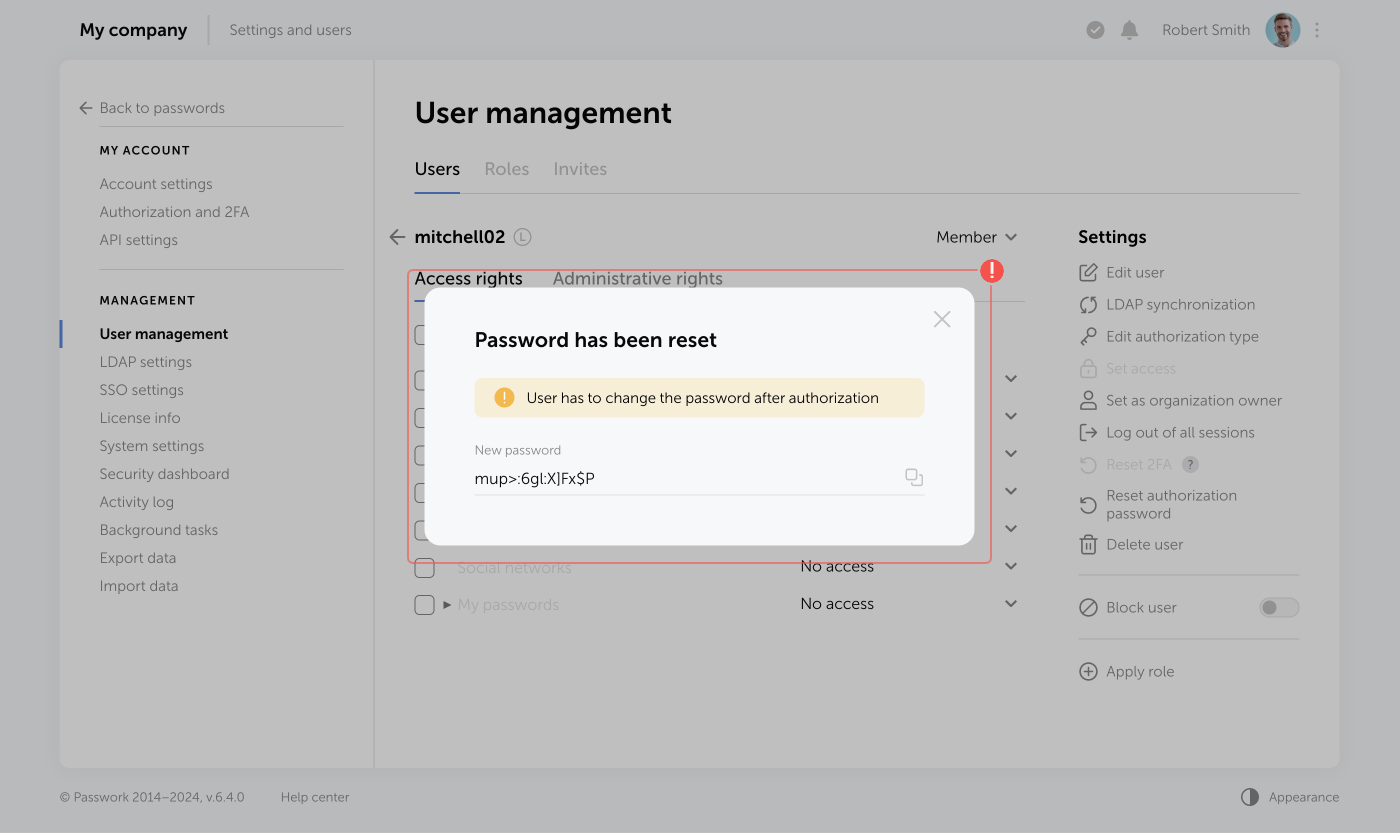 My company
Settings and users
Robert Smith
Back to passwords
MY ACCOUNT
Account settings
Authorization and 2FA
API settings
MANAGEMENT
User management
LDAP settings
SSO settings
License info
System settings
Security dashboard
Activity log
Background tasks
Export data
Import data
User management
Users Roles Invites
mitchell02 L
Member
Access rights Administrative rights
!
Password has been reset
! User has to change the password after authorization
New password
mup>:6gl:X]Fx$P
Social networks No access
My passwords No access
Settings
Edit user
LDAP synchronization
Edit authorization type
Set access
Set as organization owner
Log out of all sessions
Reset 2FA ?
Reset authorization
password
Delete user
Block user
Apply role
© Passwork 2014–2024, v.6.4.0
Help center
Appearance